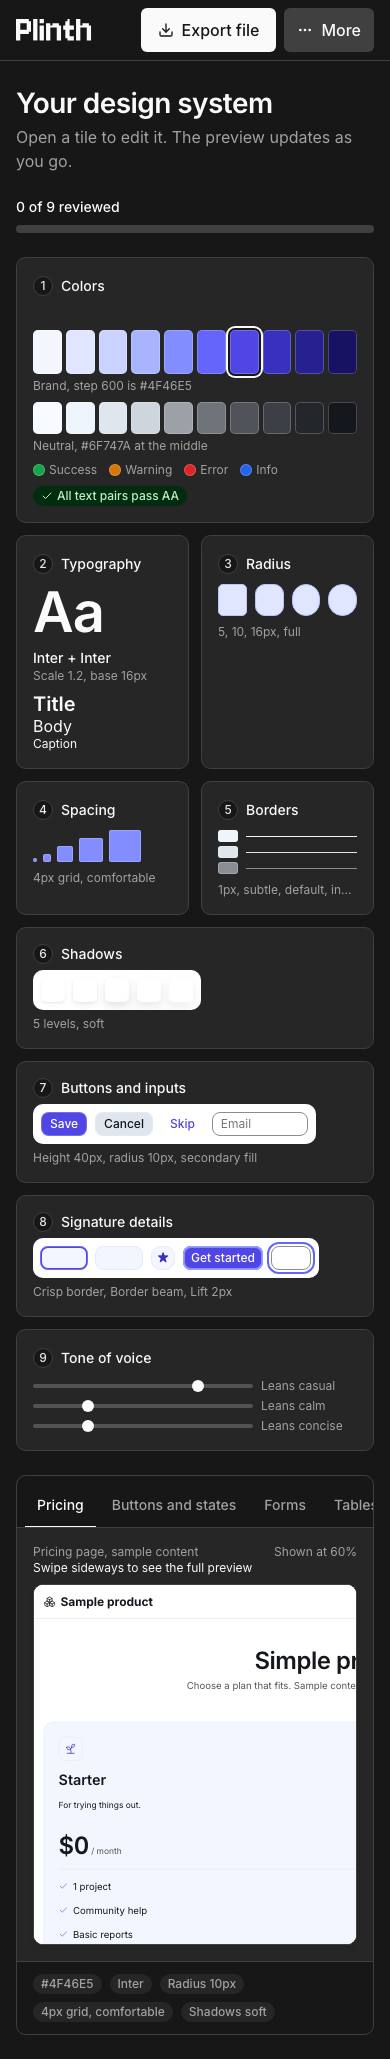 Plinth
Export file
More
Your design system
Open a tile to edit it. The preview updates as
you go.
0 of 9 reviewed
1 Colors
Brand, step 600 is #4F46E5
Neutral, #6F747A at the middle
Success Warning Error Info
All text pairs pass AA
2 Typography
Aa
Inter + Inter
Scale 1.2, base 16px
Title
Body
Caption
3 Radius
5, 10, 16px, full
4 Spacing
4px grid, comfortable
5 Borders
1px, subtle, default, in...
6 Shadows
5 levels, soft
7 Buttons and inputs
Save Cancel Skip Email
Height 40px, radius 10px, secondary fill
8 Signature details
Get started
Crisp border, Border beam, Lift 2px
9 Tone of voice
Leans casual
Leans calm
Leans concise
Pricing Buttons and states Forms Tables
Pricing page, sample content Shown at 60%
Swipe sideways to see the full preview
Sample product
Simple pr
Choose a plan that fits. Sample conte
Starter
For trying things out.
$0 / month
1 project
Community help
Basic reports
#4F46E5 Inter Radius 10px
4px grid, comfortable Shadows soft